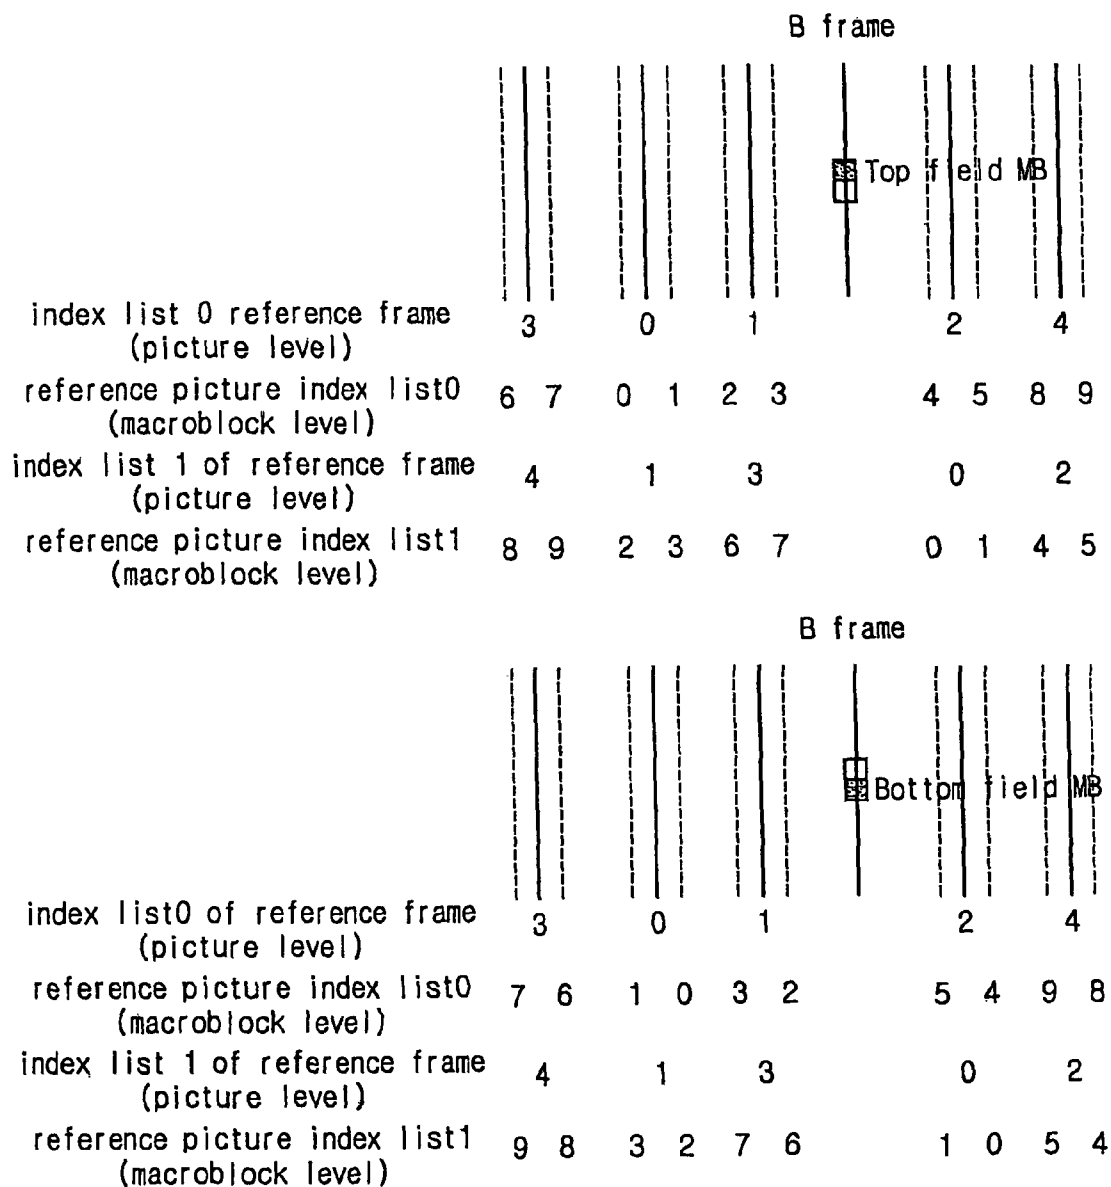 B frame
Top field MB
index list 0 reference frame
(picture level)
3 0 1 2 4
reference picture index list0
(macroblock level)
6 7 0 1 2 3 4 5 8 9
index list 1 of reference frame
(picture level)
4 1 3 0 2
reference picture index list1
(macroblock level)
8 9 2 3 6 7 0 1 4 5
B frame
Bottom field MB
index list0 of reference frame
(picture level)
3 0 1 2 4
reference picture index list0
(macroblock level)
7 6 1 0 3 2 5 4 9 8
index list 1 of reference frame
(picture level)
4 1 3 0 2
reference picture index list1
(macroblock level)
9 8 3 2 7 6 1 0 5 4